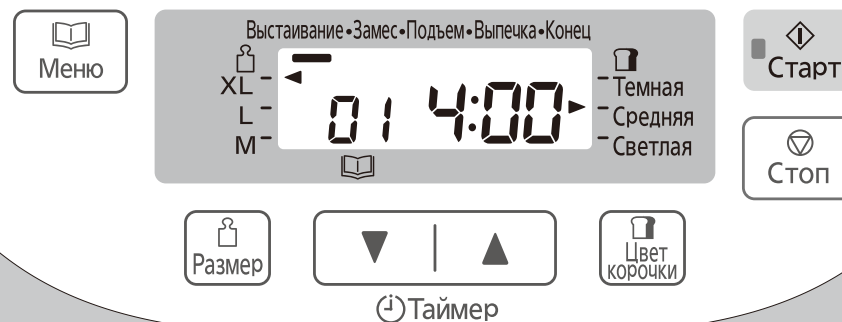 Меню
Выстаивание•Замес•Подъем•Выпечка•Конец
XL
L
M
01 4:00
Темная
Средняя
Светлая
Старт
Стоп
Размер
Таймер
Цвет
корочки